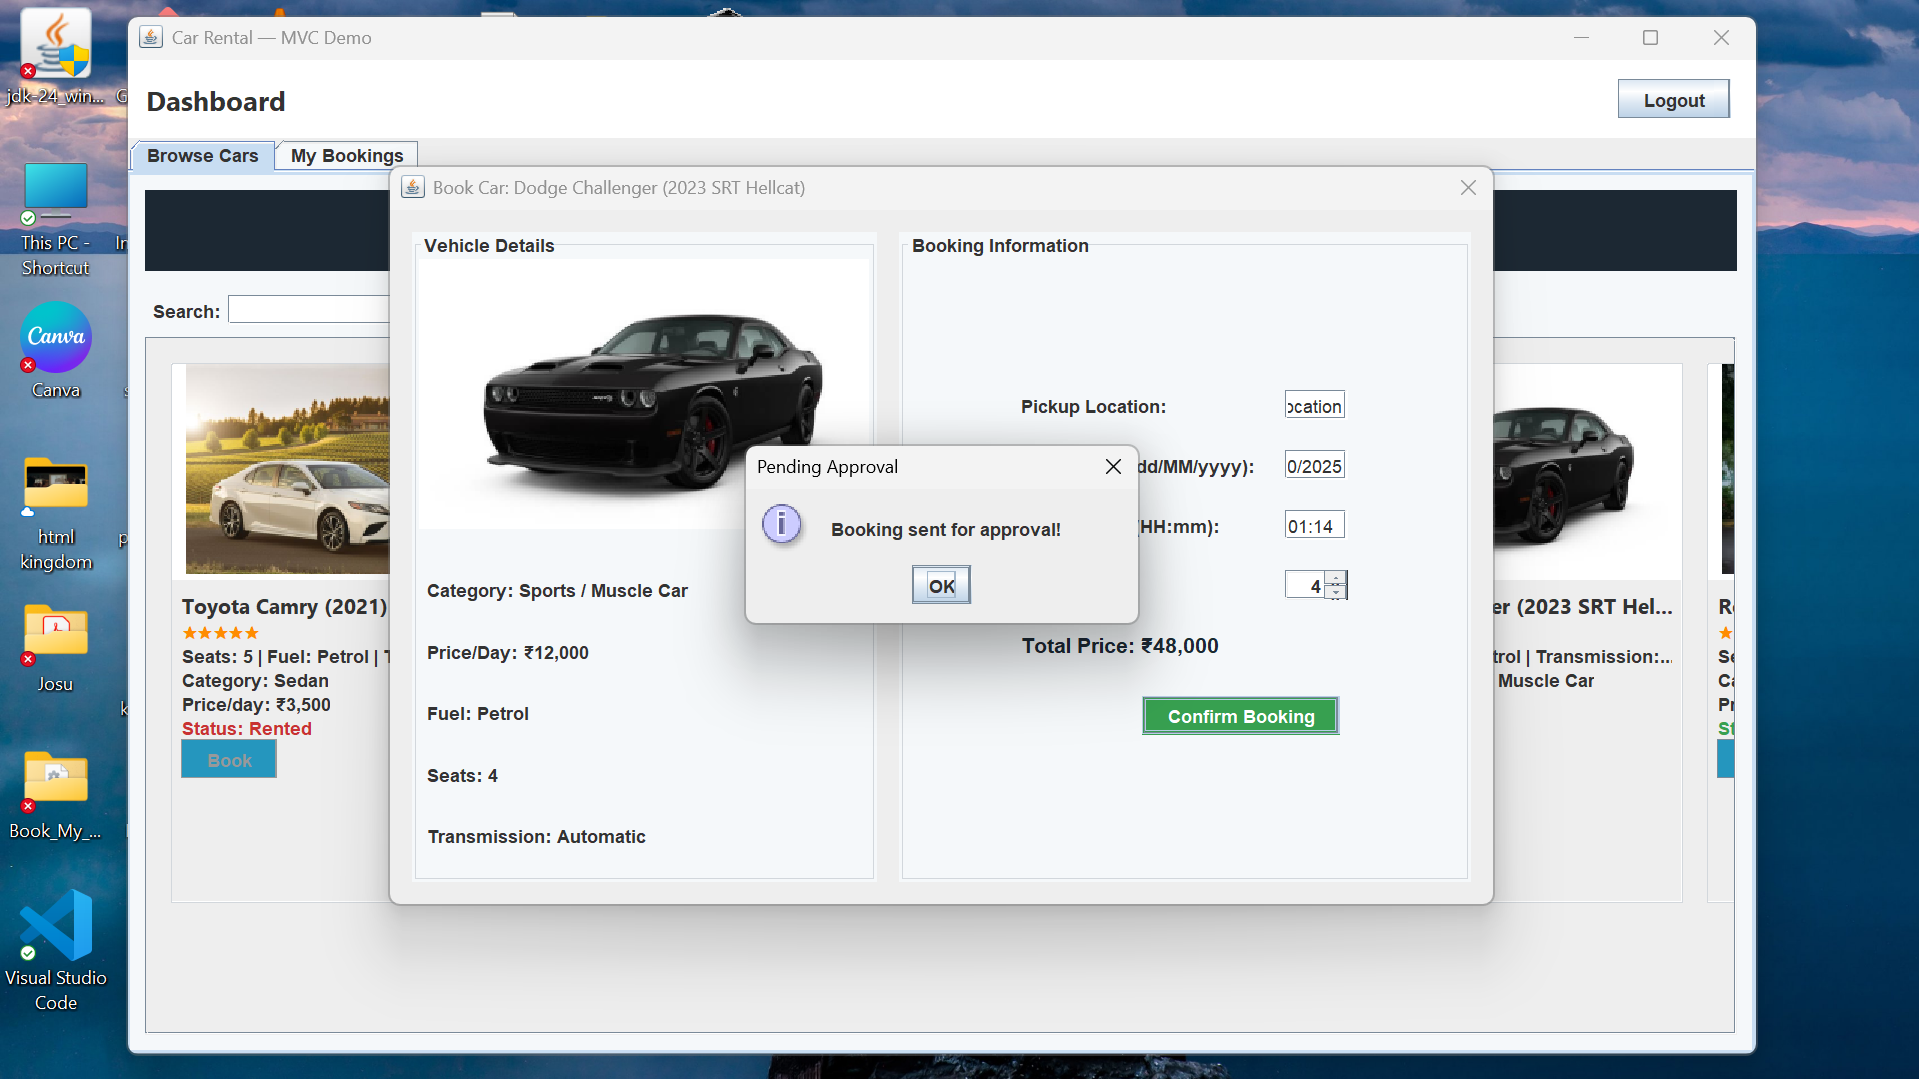 jdk-24_win...
This PC -
Shortcut
Canva
Canva
html
kingdom
Josu
Book_My_...
Visual Studio
Code
Car Rental — MVC Demo
Dashboard
Logout
Browse Cars
My Bookings
Search:
Toyota Camry (2021)
Seats: 5 | Fuel: Petrol |
Category: Sedan
Price/day: ₹3,500
Status: Rented
Book
Book Car: Dodge Challenger (2023 SRT Hellcat)
Vehicle Details
Category: Sports / Muscle Car
Price/Day: ₹12,000
Fuel: Petrol
Seats: 4
Transmission: Automatic
Booking Information
Pickup Location:
ocation
dd/MM/yyyy):
0/2025
(HH:mm):
01:14
4
Total Price: ₹48,000
Confirm Booking
Pending Approval
Booking sent for approval!
OK
er (2023 SRT Hel...
trol | Transmission:...
Muscle Car